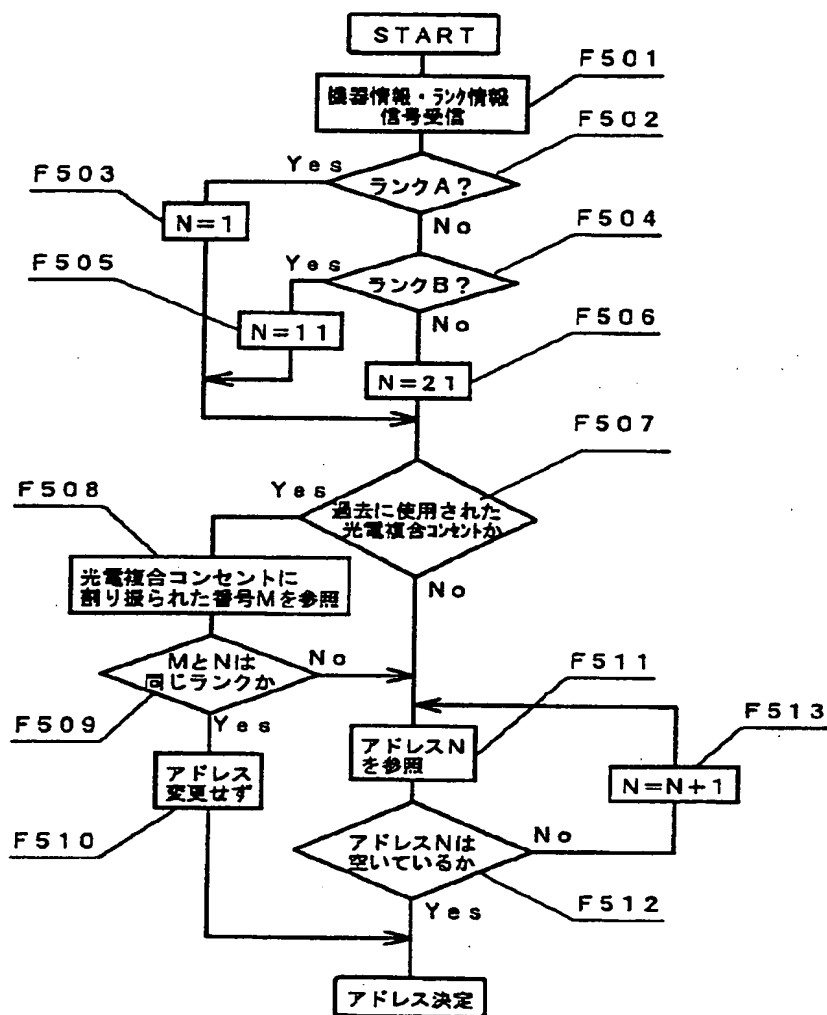 START
F501
機器情報・ランク情報
信号受信
F502
Yes
ランクA?
F503
N=1
No
F504
F505
Yes
ランクB?
N=11
No
F506
N=21
F507
F508
Yes
過去に使用された
光電複合コンセントか
光電複合コンセントに
割り振られた番号Mを参照
No
MとNは
同じランクか
No
F511
F509
Yes
アドレスN
を参照
F513
N=N+1
アドレス
変更せず
F510
アドレスNは
空いているか
No
Yes
F512
アドレス決定